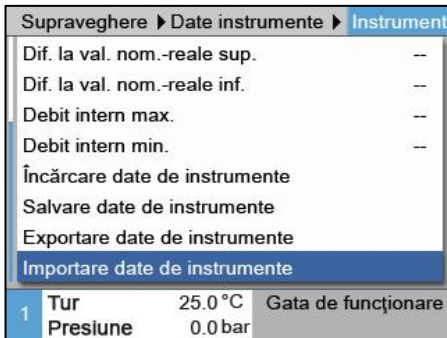 Supraveghere ▶ Date instrumente ▶ Instrument
Dif. la val. nom.-reale sup. --
Dif. la val. nom.-reale inf. --
Debit intern max. --
Debit intern min. --
Încărcare date de instrumente
Salvare date de instrumente
Exportare date de instrumente
Importare date de instrumente
1 Tur 25.0 °C Gata de funcţionare
Presiune 0.0 bar